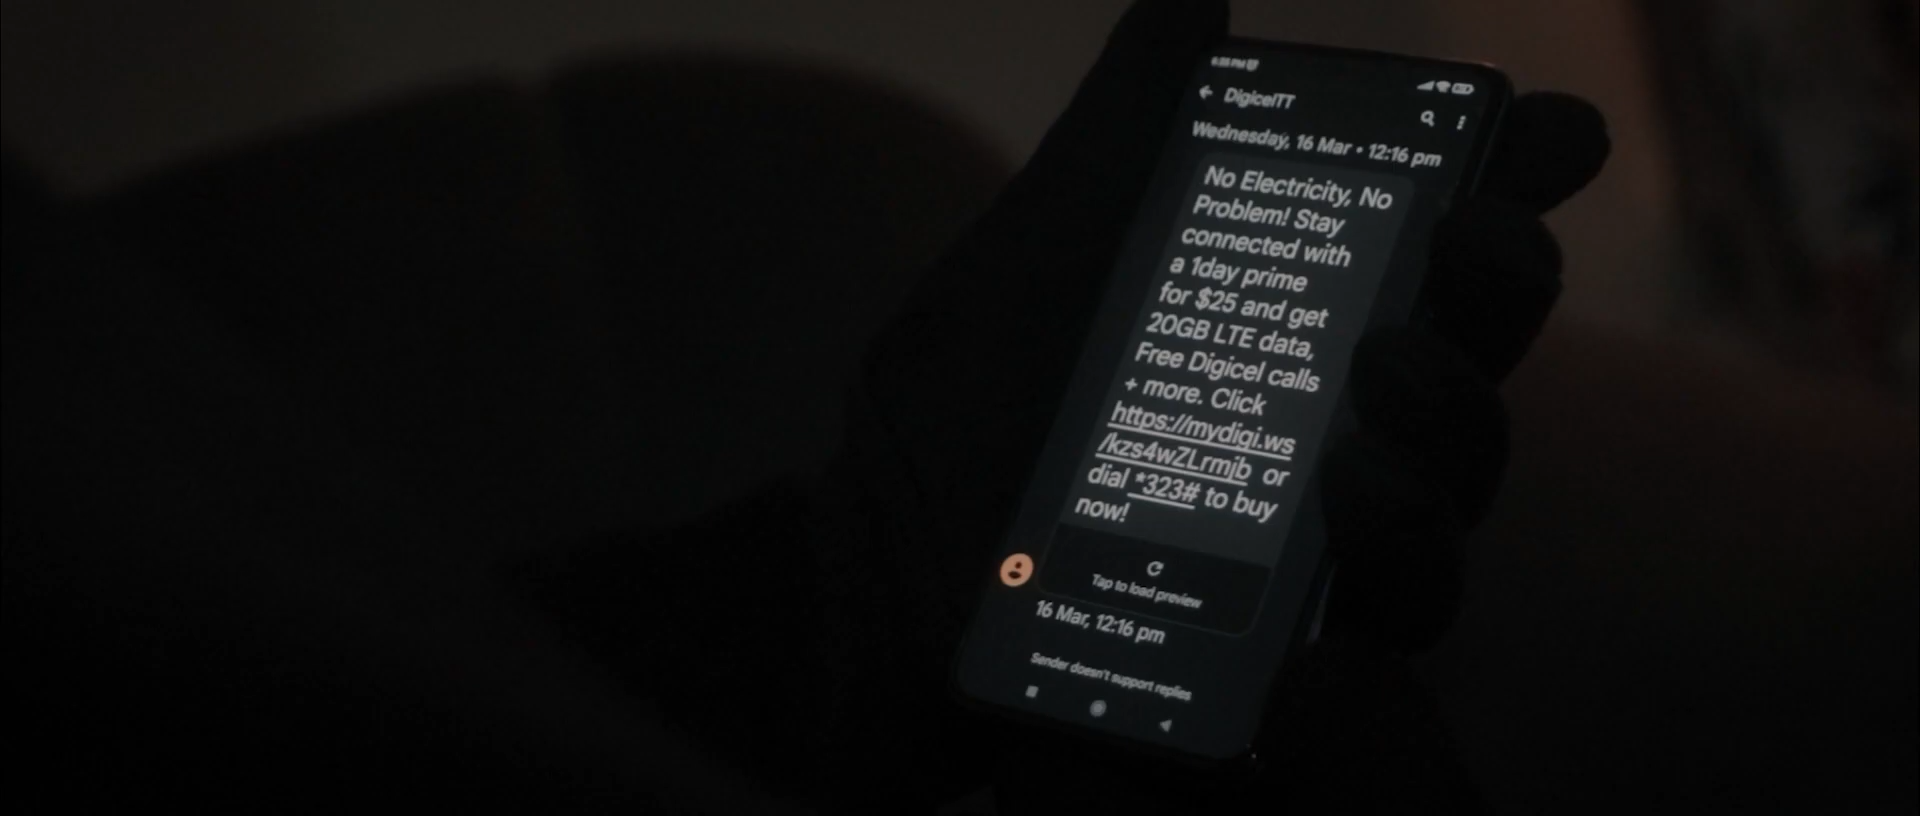 DigicelTT
Wednesday, 16 Mar • 12:16 pm
No Electricity, No
Problem! Stay
connected with
a 1day prime
for $25 and get
20GB LTE data,
Free Digicel calls
+ more. Click
https://mydigi.ws
/kzs4wZLrmjb or
dial *323# to buy
now!
Tap to load preview
16 Mar, 12:16 pm
Sender doesn't support replies